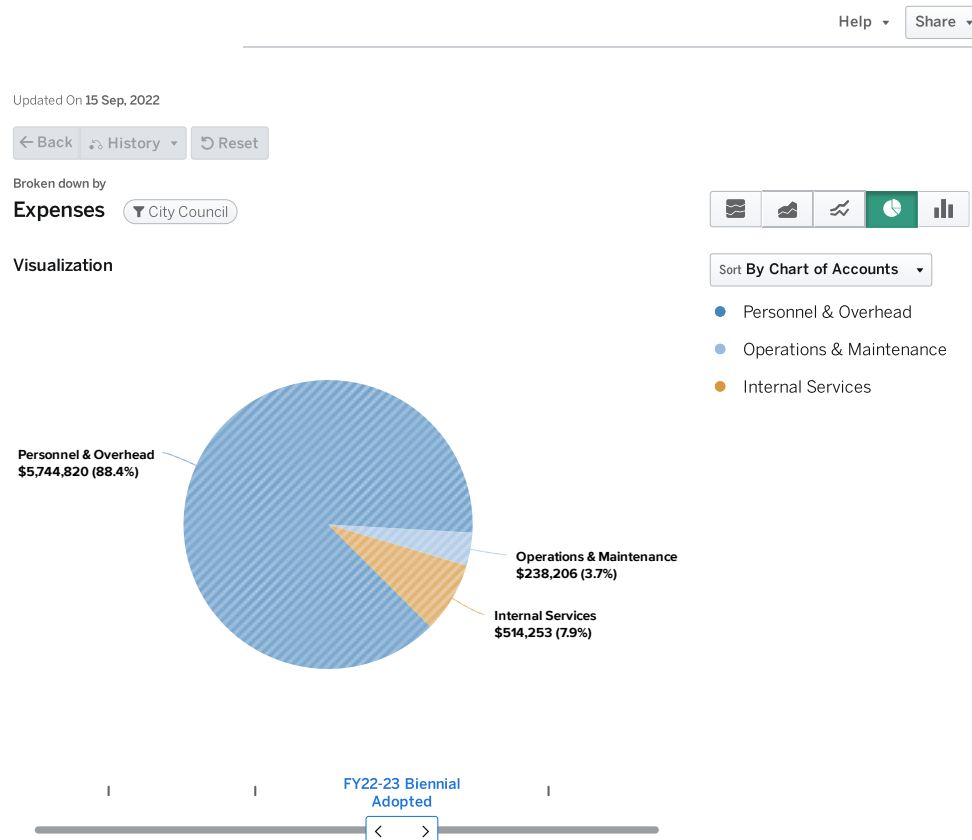 Help
Share
Updated On 15 Sep, 2022
Back
History
Reset
Broken down by
Expenses
City Council
Visualization
Sort By Chart of Accounts
Personnel & Overhead
Operations & Maintenance
Internal Services
Personnel & Overhead
$5,744,820 (88.4%)
Operations & Maintenance
$238,206 (3.7%)
Internal Services
$514,253 (7.9%)
FY22-23 Biennial
Adopted